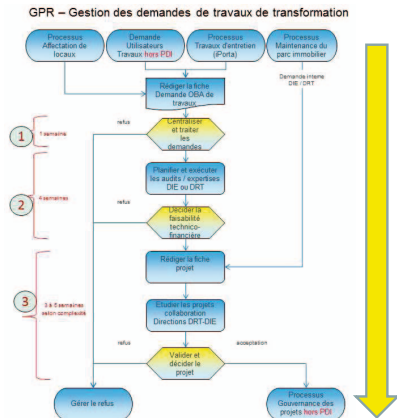 GPR – Gestion des demandes de travaux de transformation
Processus
Affectation de
locaux
Demande
Utilisateurs
Travaux hors PDI
Processus
Travaux d'entretien
(iPorta)
Processus
Maintenance du
parc immobilier
Demande interne
DIE / DRT
Rédiger la fiche
Demande OBA de
travaux
1
1 semaine
refus
Centraliser
et traiter
les
demandes
2
4 semaines
Planifier et exécuter
les audits / expertises
DIE ou DRT
refus
Décider la
faisabilité
technico-
financière
Rédiger la fiche
projet
3
3 à 6 semaines
selon complexité
Etudier les projets
collaboration
Directions DRT-DIE
refus
Valider et
décider le
projet
acceptation
Gérer le refus
Processus
Gouvernance des
projets hors PDI